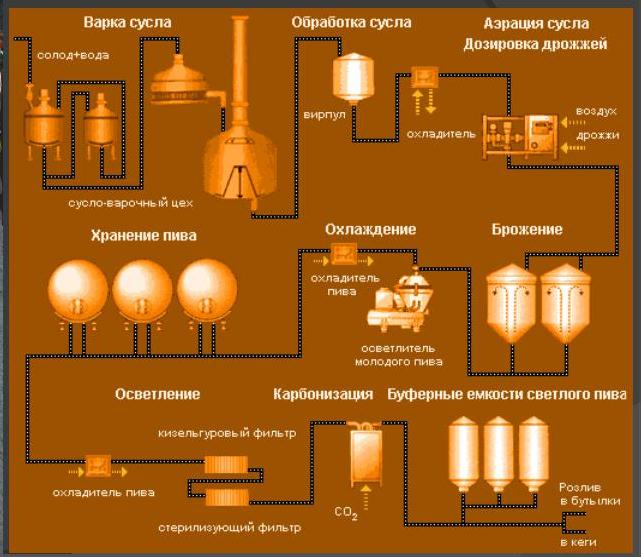 Варка сусла
Обработка сусла
Аэрация сусла
Дозировка дрожжей
солод+вода
вирпул
охладитель
воздух
дрожжи
сусло-варочный цех
Хранение пива
Охлаждение
Брожение
охладитель
пива
осветлитель
молодого пива
Осветление
Карбонизация
Буферные емкости светлого пива
кизельгуровый фильтр
охладитель пива
стерилизующий фильтр
CO2
Розлив
в бутылки
в кеги